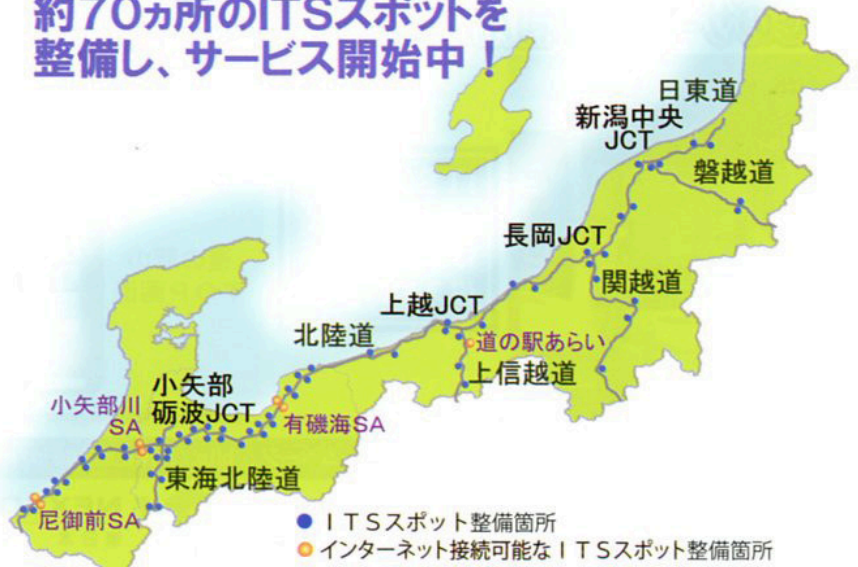 約70ヵ所のITSスポットを
整備し、サービス開始中！
日東道
新潟中央
JCT
磐越道
長岡JCT
関越道
上越JCT
北陸道
道の駅あらい
上信越道
小矢部
砺波JCT
小矢部川
SA
有磯海SA
東海北陸道
尼御前SA
ITSスポット整備箇所
インターネット接続可能なITSスポット整備箇所